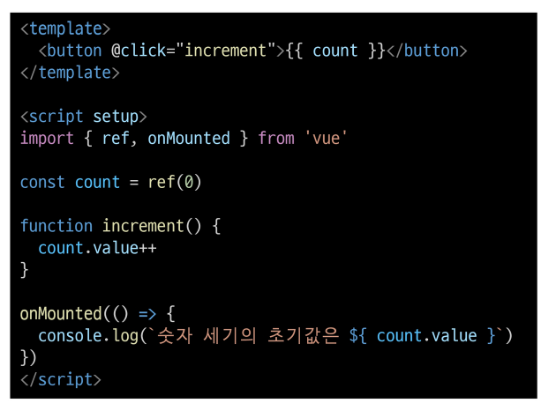 <template>
  <button @click="increment">{{ count }}</button>
</template>

<script setup>
import { ref, onMounted } from 'vue'

const count = ref(0)

function increment() {
  count.value++
}

onMounted(() => {
  console.log(`숫자 세기의 초기값은 ${ count.value }`)
})
</script>